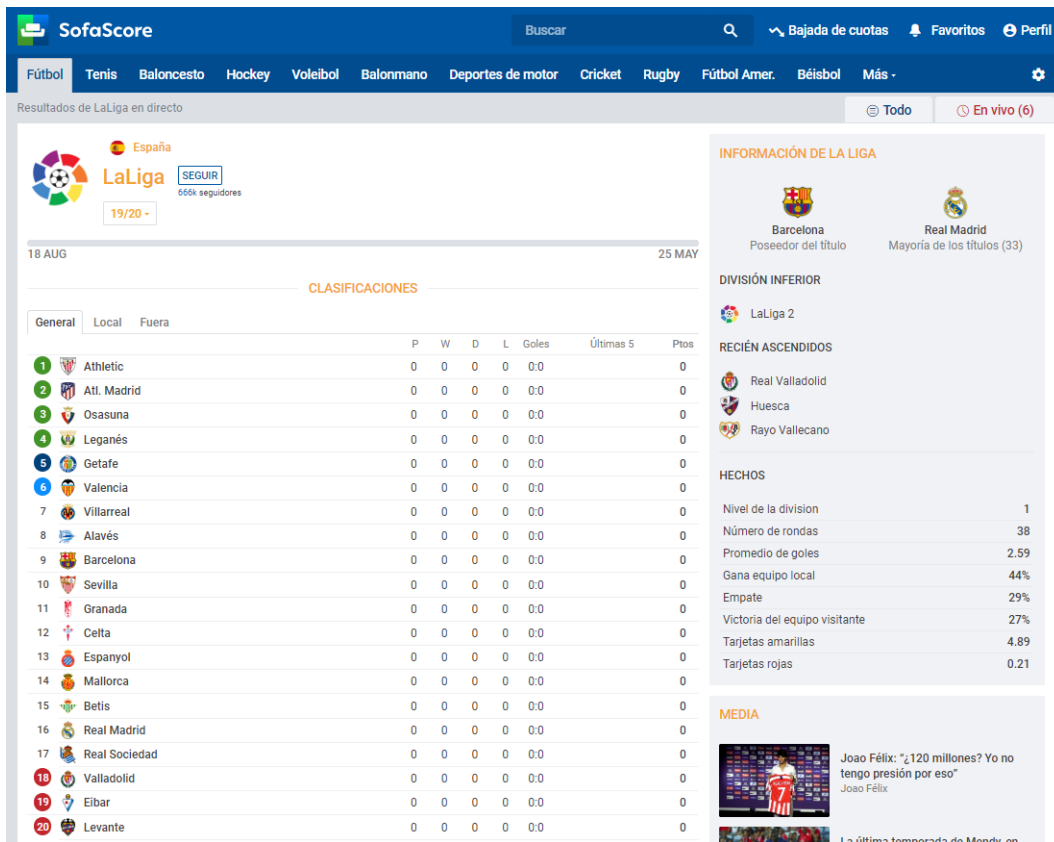 SofaScore
Buscar
Bajada de cuotas
Favoritos
Perfil
Fútbol Tenis Baloncesto Hockey Voleibol Balonmano Deportes de motor Cricket Rugby Fútbol Amer. Béisbol Más
Resultados de LaLiga en directo
Todo
En vivo (6)
España
LaLiga SEGUIR
666k seguidores
19/20
18 AUG 25 MAY
CLASIFICACIONES
General Local Fuera
P W D L Goles Últimas 5 Ptos
1 Athletic 0 0 0 0 0:0 0
2 Atl. Madrid 0 0 0 0 0:0 0
3 Osasuna 0 0 0 0 0:0 0
4 Leganés 0 0 0 0 0:0 0
5 Getafe 0 0 0 0 0:0 0
6 Valencia 0 0 0 0 0:0 0
7 Villarreal 0 0 0 0 0:0 0
8 Alavés 0 0 0 0 0:0 0
9 Barcelona 0 0 0 0 0:0 0
10 Sevilla 0 0 0 0 0:0 0
11 Granada 0 0 0 0 0:0 0
12 Celta 0 0 0 0 0:0 0
13 Espanyol 0 0 0 0 0:0 0
14 Mallorca 0 0 0 0 0:0 0
15 Betis 0 0 0 0 0:0 0
16 Real Madrid 0 0 0 0 0:0 0
17 Real Sociedad 0 0 0 0 0:0 0
18 Valladolid 0 0 0 0 0:0 0
19 Eibar 0 0 0 0 0:0 0
20 Levante 0 0 0 0 0:0 0
INFORMACIÓN DE LA LIGA
Barcelona
Poseedor del título
Real Madrid
Mayoría de los títulos (33)
DIVISIÓN INFERIOR
LaLiga 2
RECIÉN ASCENDIDOS
Real Valladolid
Huesca
Rayo Vallecano
HECHOS
Nivel de la division 1
Número de rondas 38
Promedio de goles 2.59
Gana equipo local 44%
Empate 29%
Victoria del equipo visitante 27%
Tarjetas amarillas 4.89
Tarjetas rojas 0.21
MEDIA
7
Joao Félix: "¿120 millones? Yo no
tengo presión por eso"
Joao Félix
La última temporada de Mendy, en